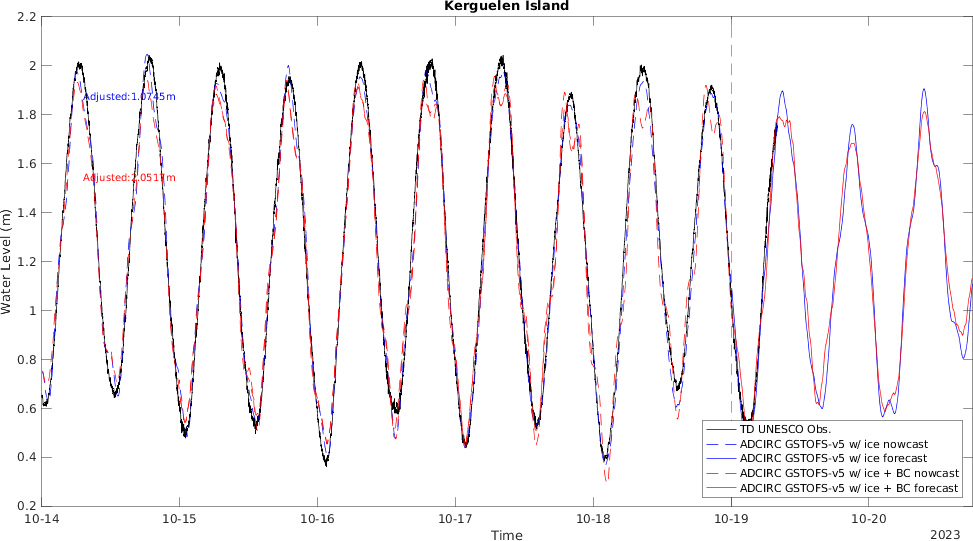 Kerguelen Island
2.2
2
1.8
1.6
1.4
1.2
1
0.8
0.6
0.4
0.2
Water Level (m)
Adjusted:1.0745m
Adjusted:2.0517m
TD UNESCO Obs.
ADCIRC GSTOFS-v5 w/ ice nowcast
ADCIRC GSTOFS-v5 w/ ice forecast
ADCIRC GSTOFS-v5 w/ ice + BC nowcast
ADCIRC GSTOFS-v5 w/ ice + BC forecast
10-14 10-15 10-16 10-17 10-18 10-19 10-20
Time
2023